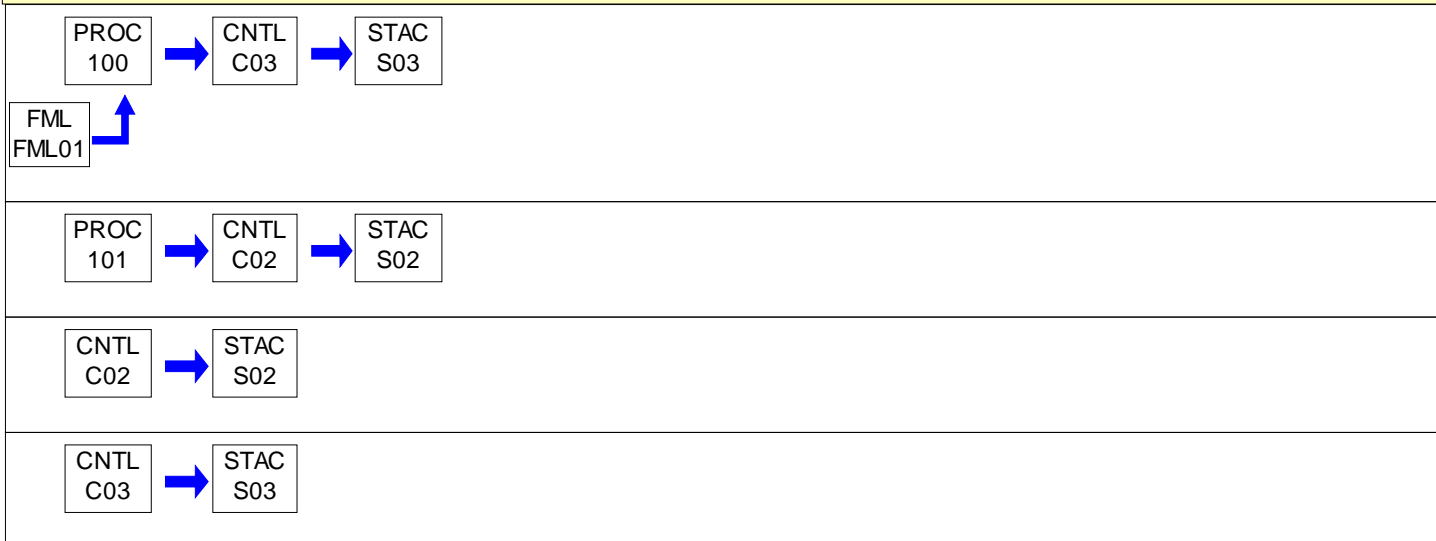 PROC
100
CNTL
C03
STAC
S03
FML
FML01
PROC
101
CNTL
C02
STAC
S02
CNTL
C02
STAC
S02
CNTL
C03
STAC
S03